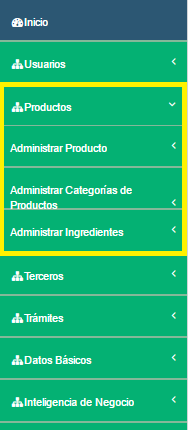 Inicio
Usuarios
Productos
Administrar Producto
Administrar Categorías de
Productos
Administrar Ingredientes
Terceros
Trámites
Datos Básicos
Inteligencia de Negocio